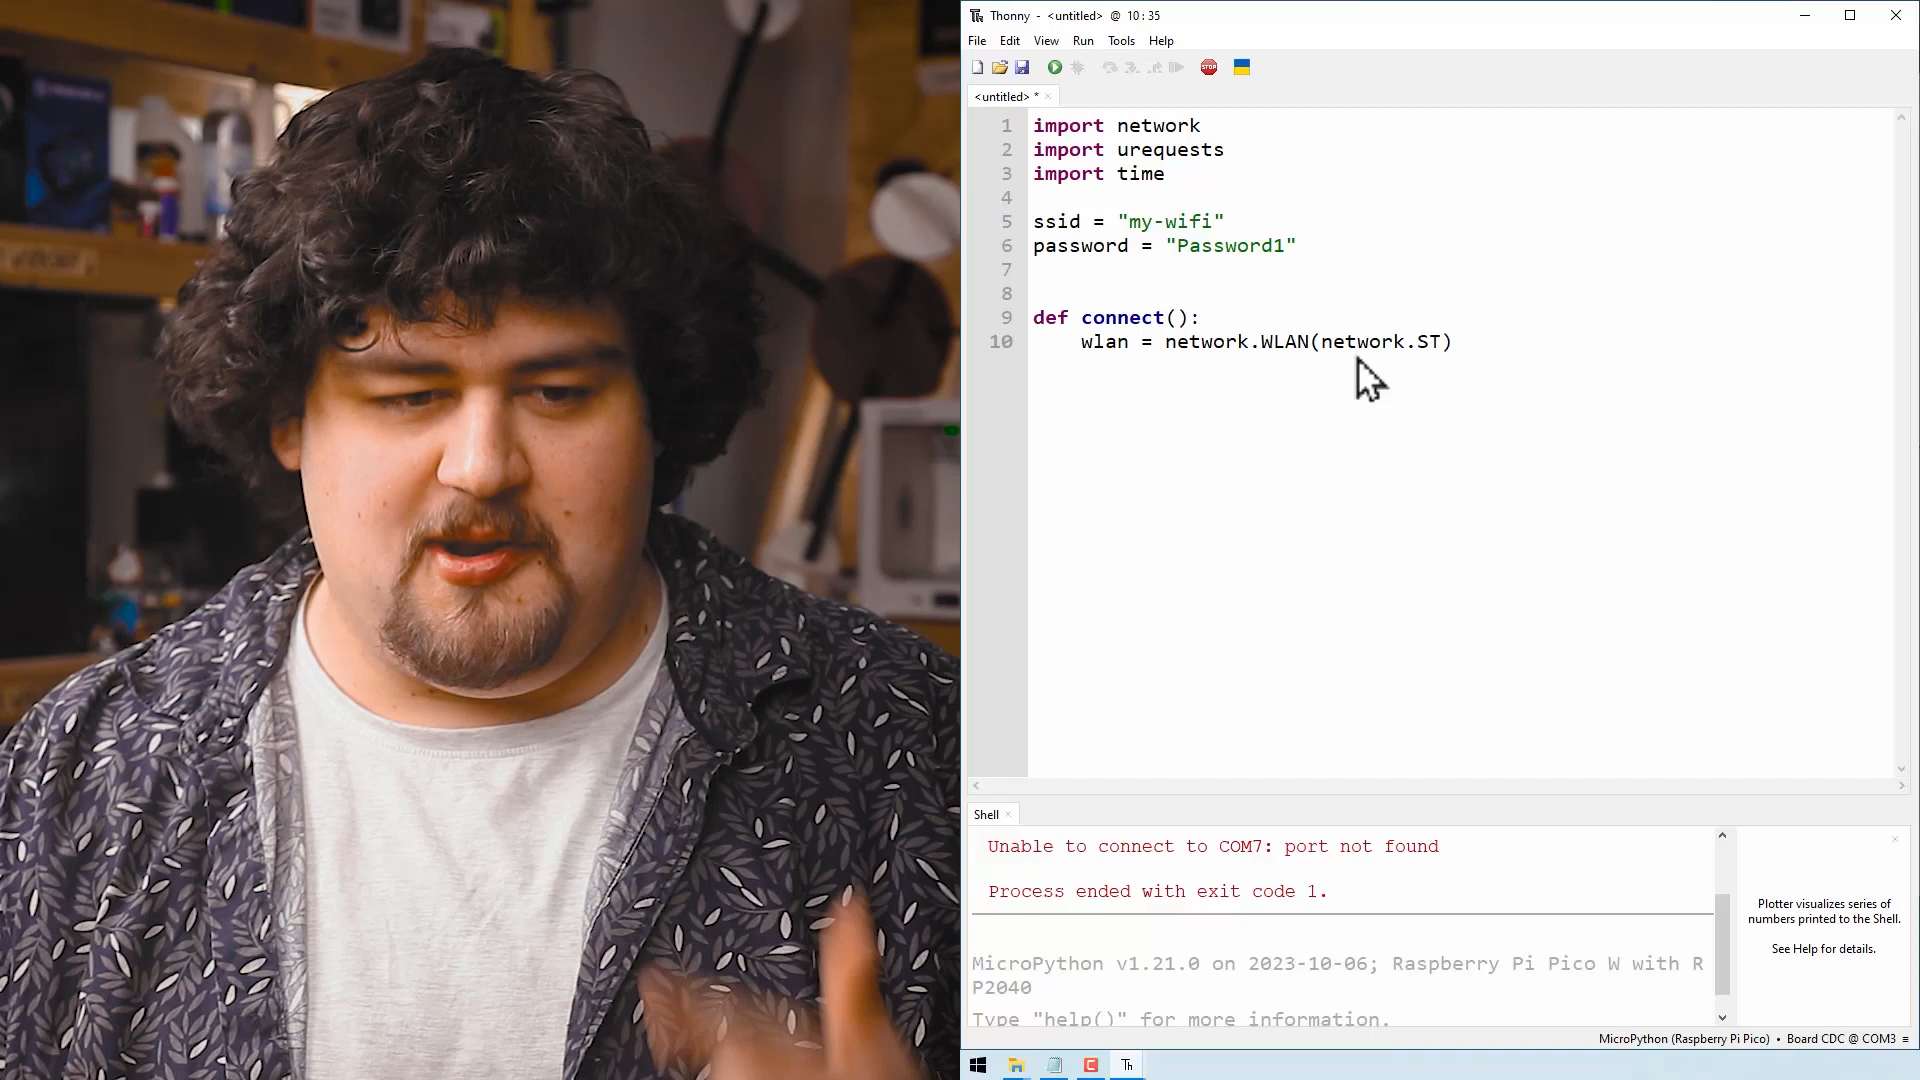 Thonny - <untitled> @ 10 : 35
File Edit View Run Tools Help
STOP
<untitled> * ×
1 import network
2 import urequests
3 import time
4
5 ssid = "my-wifi"
6 password = "Password1"
7
8
9 def connect():
10 wlan = network.WLAN(network.ST)
Shell ×
Unable to connect to COM7: port not found
Process ended with exit code 1.
MicroPython v1.21.0 on 2023-10-06; Raspberry Pi Pico W with R
P2040
Type "help()" for more information.
Plotter visualizes series of
numbers printed to the Shell.
See Help for details.
MicroPython (Raspberry Pi Pico) • Board CDC @ COM3 ≡
Th